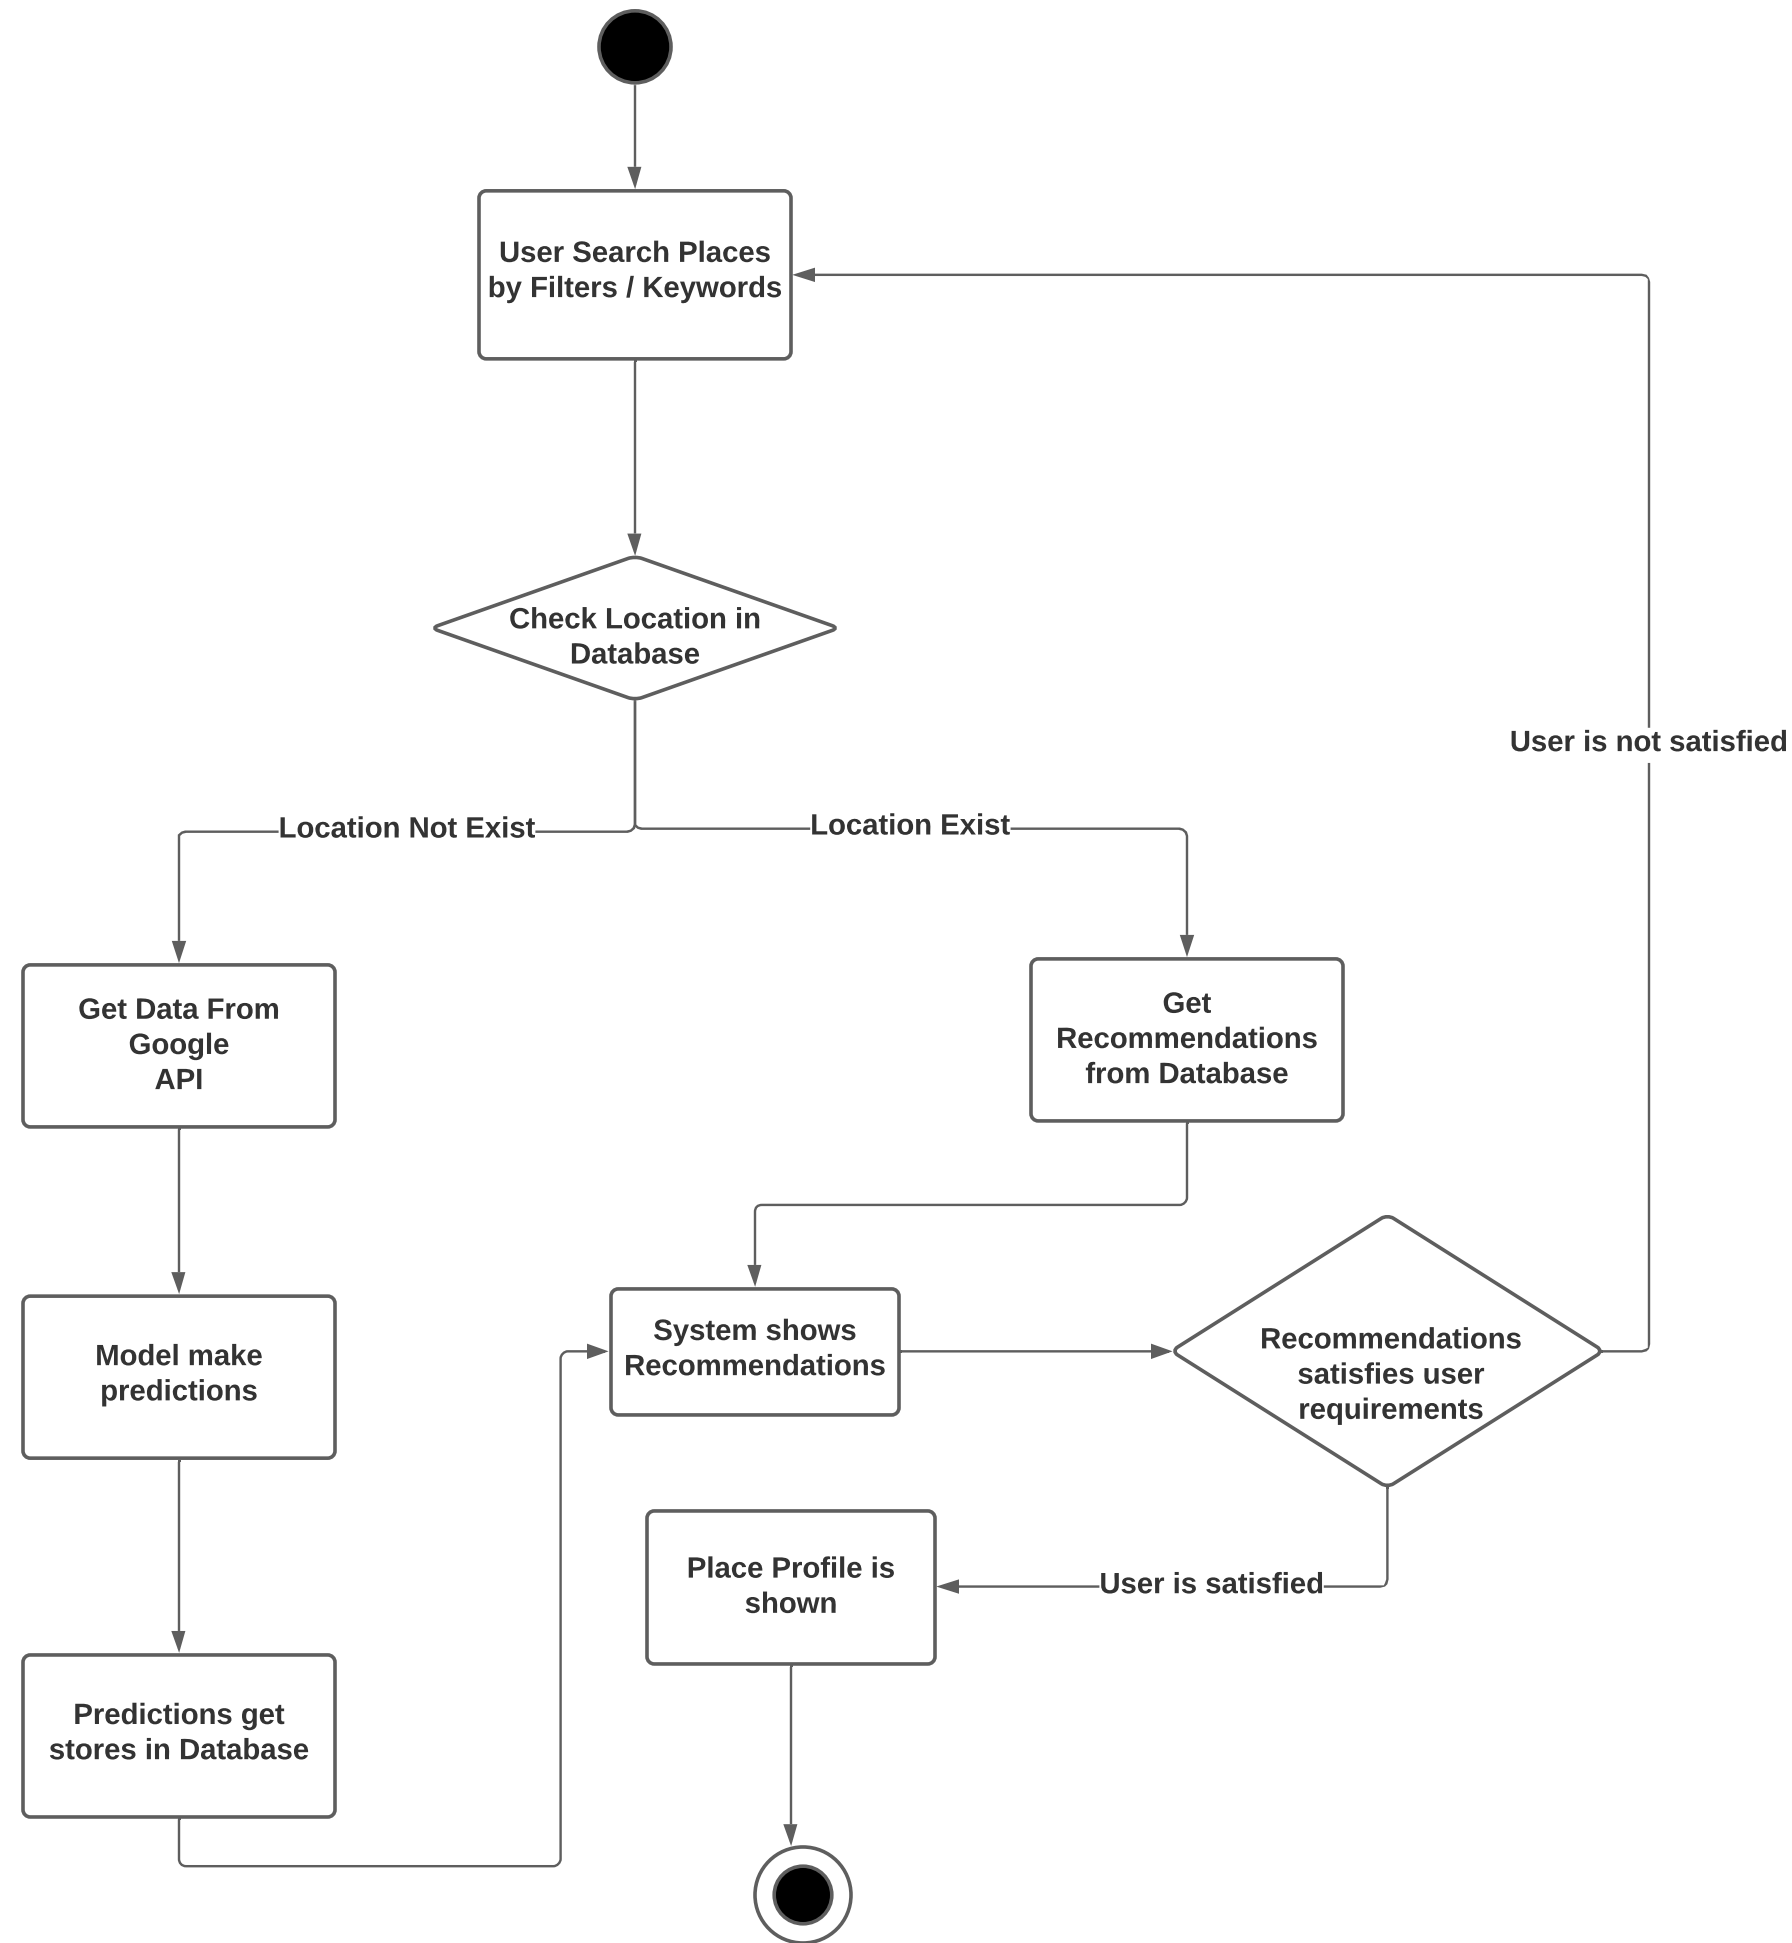 User Search Places
by Filters / Keywords
Check Location in
Database
User is not satisfied
Location Not Exist
Location Exist
Get Data From
Google
API
Get
Recommendations
from Database
Model make
predictions
System shows
Recommendations
Recommendations
satisfies user
requirements
Place Profile is
shown
User is satisfied
Predictions get
stores in Database